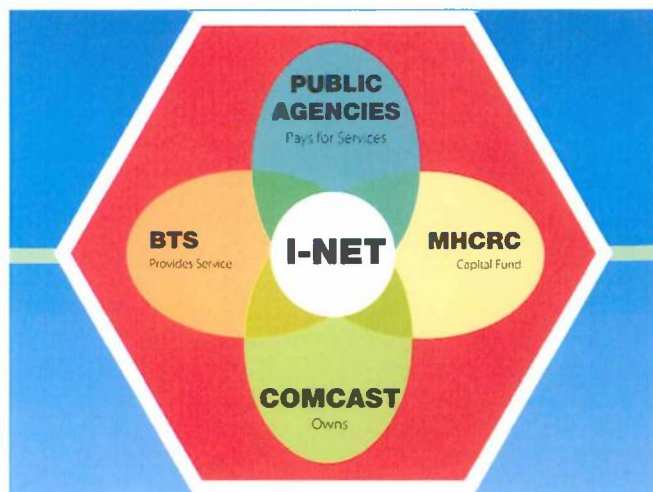 PUBLIC
AGENCIES
Pays for Services
BTS
Provides Service
I-NET
MHCRC
Capital Fund
COMCAST
Owns